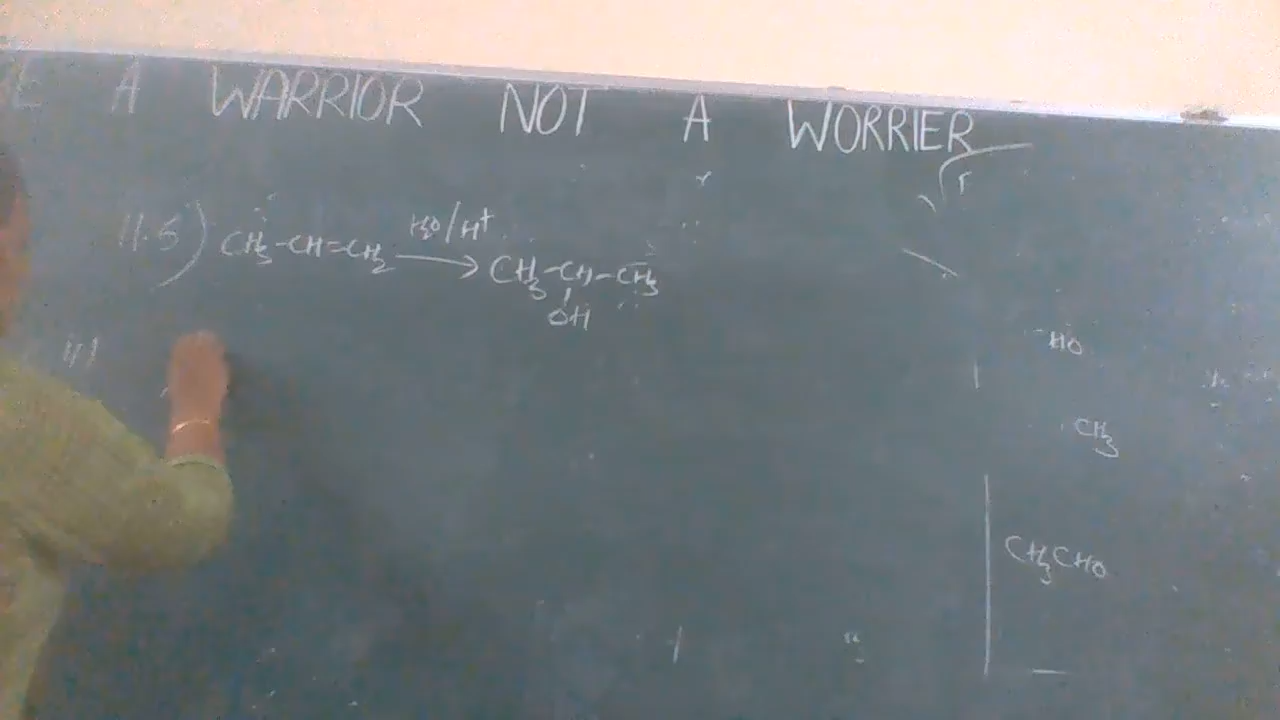 E A WARRIOR NOT A WORRIER
11.5) CH₃-CH=CH₂ H₂O/H⁺ → CH₃-CH-CH₃
OH
HO
CH₃
CH₃CHO